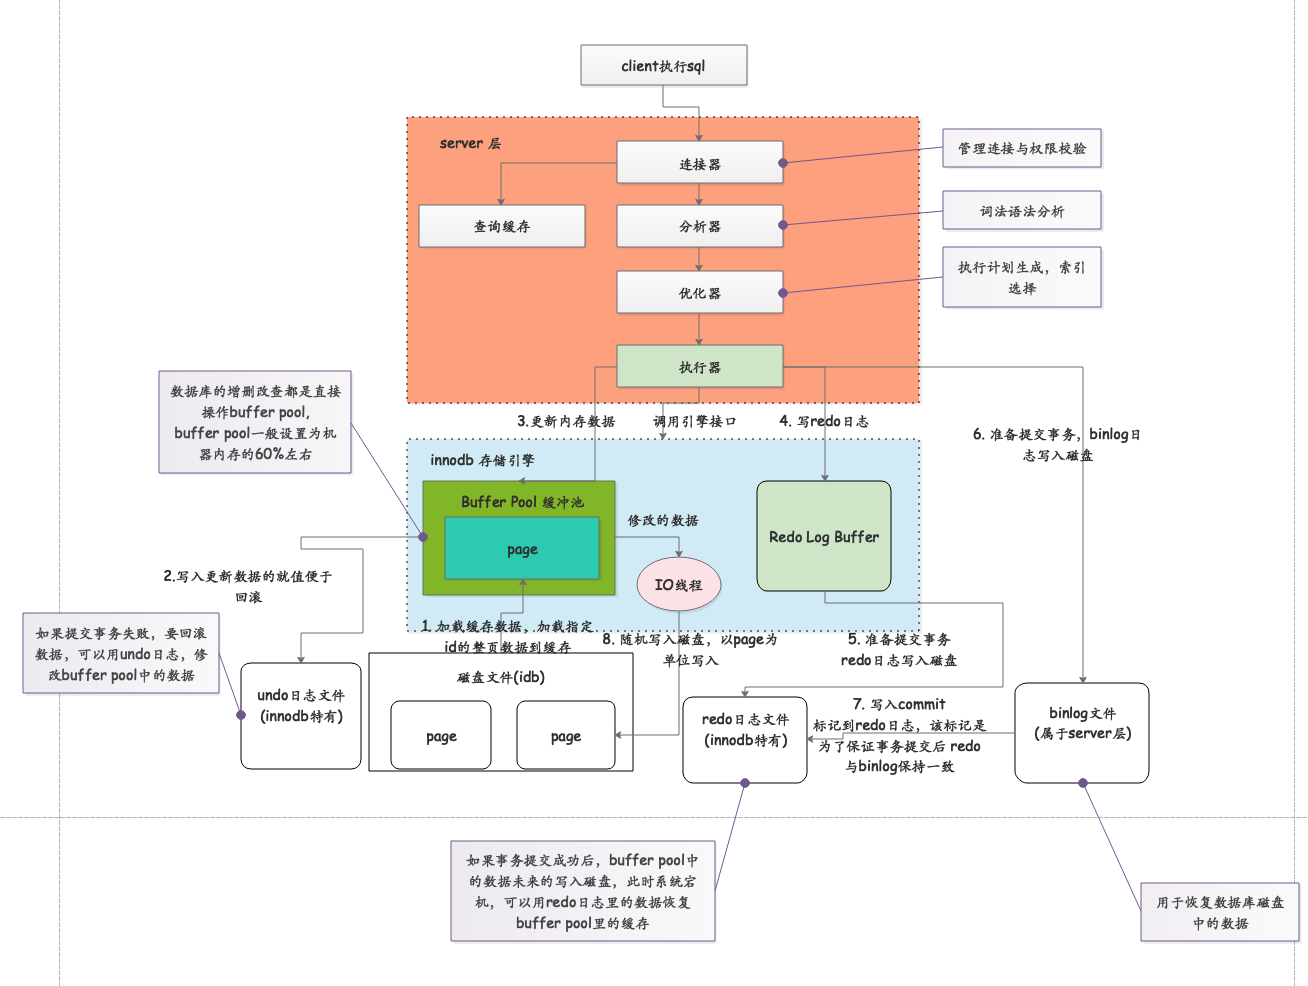 client执行sql
server 层
连接器
管理连接与权限校验
查询缓存
分析器
词法语法分析
优化器
执行计划生成，索引
选择
执行器
数据库的增删改查都是直接
操作buffer pool,
buffer pool一般设置为机
器内存的60%左右
3.更新内存数据
调用引擎接口
4. 写redo日志
6. 准备提交事务，binlog日
志写入磁盘
innodb 存储引擎
Buffer Pool 缓冲池
page
修改的数据
IO线程
Redo Log Buffer
2.写入更新数据的就值便于
回滚
1. 加载缓存数据，加载指定
id的整页数据到缓存
8. 随机写入磁盘，以page为
单位写入
5. 准备提交事务
redo日志写入磁盘
如果提交事务失败，要回滚
数据，可以用undo日志，修
改buffer pool中的数据
undo日志文件
(innodb特有)
磁盘文件(idb)
page
page
redo日志文件
(innodb特有)
7. 写入commit
标记到redo日志，该标记是
为了保证事务提交后 redo
与binlog保持一致
binlog文件
(属于server层)
如果事务提交成功后，buffer pool中
的数据未来的写入磁盘，此时系统宕
机，可以用redo日志里的数据恢复
buffer pool里的缓存
用于恢复数据库磁盘
中的数据